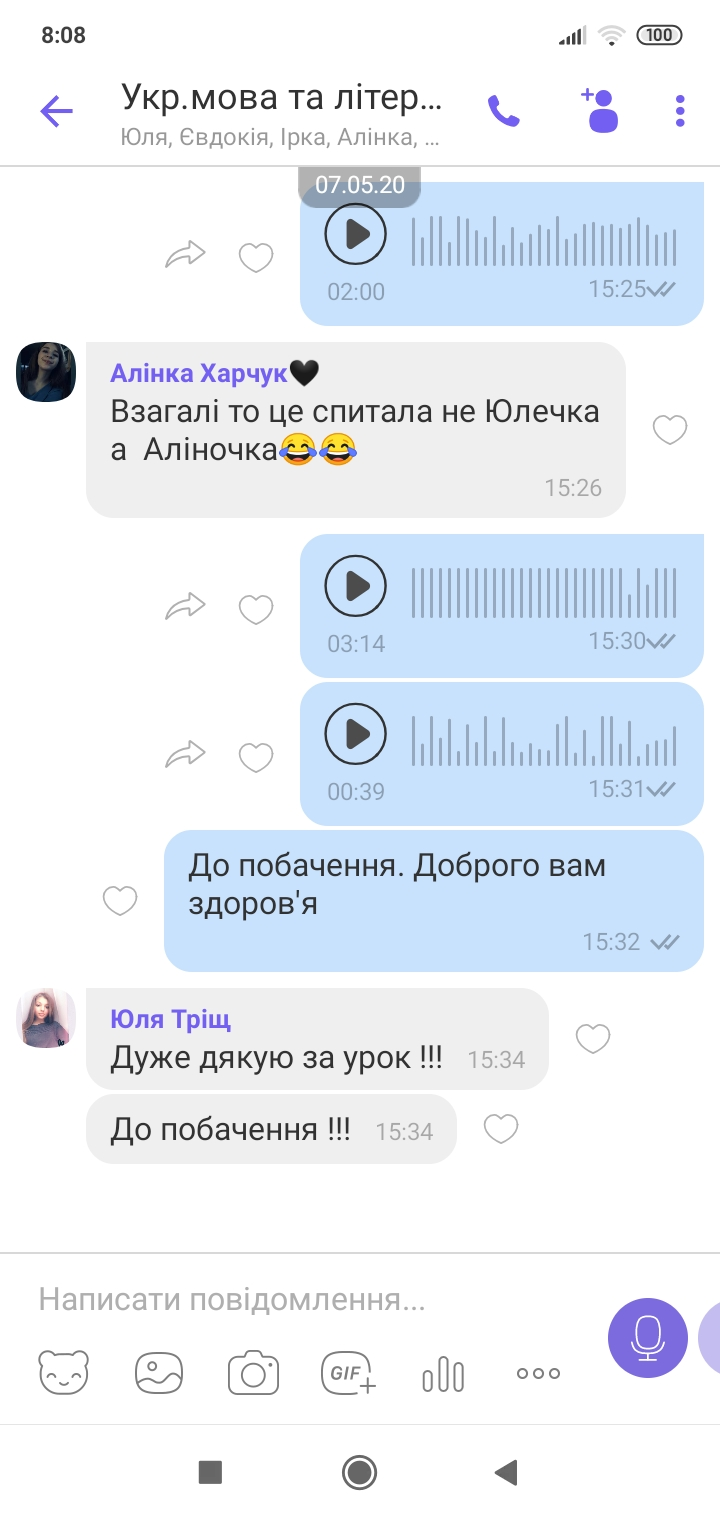 8:08
100
Укр.мова та літер...
Юля, Євдокія, Ірка, Алінка, ...
07.05.20
02:00
15:25
Алінка Харчук🖤
Взагалі то це спитала не Юлечка
а Аліночка😂😂
15:26
03:14
15:30
00:39
15:31
До побачення. Доброго вам
здоров'я
15:32
Юля Тріщ
Дуже дякую за урок !!! 15:34
До побачення !!! 15:34
Написати повідомлення...
GIF